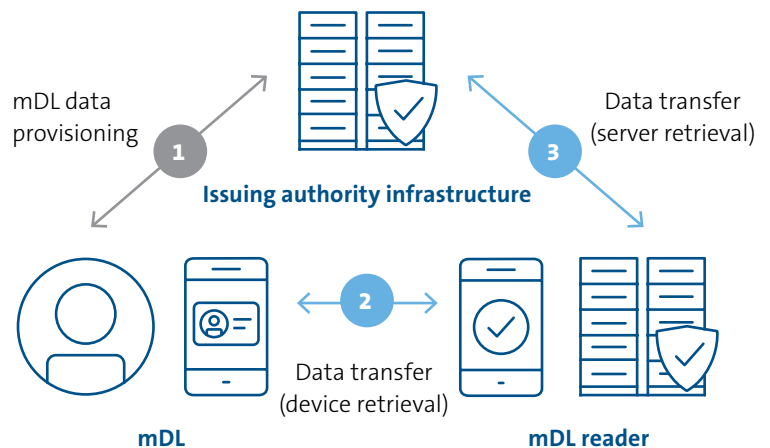 mDL data
provisioning
1
Issuing authority infrastructure
3
Data transfer
(server retrieval)
2
Data transfer
(device retrieval)
mDL
mDL reader